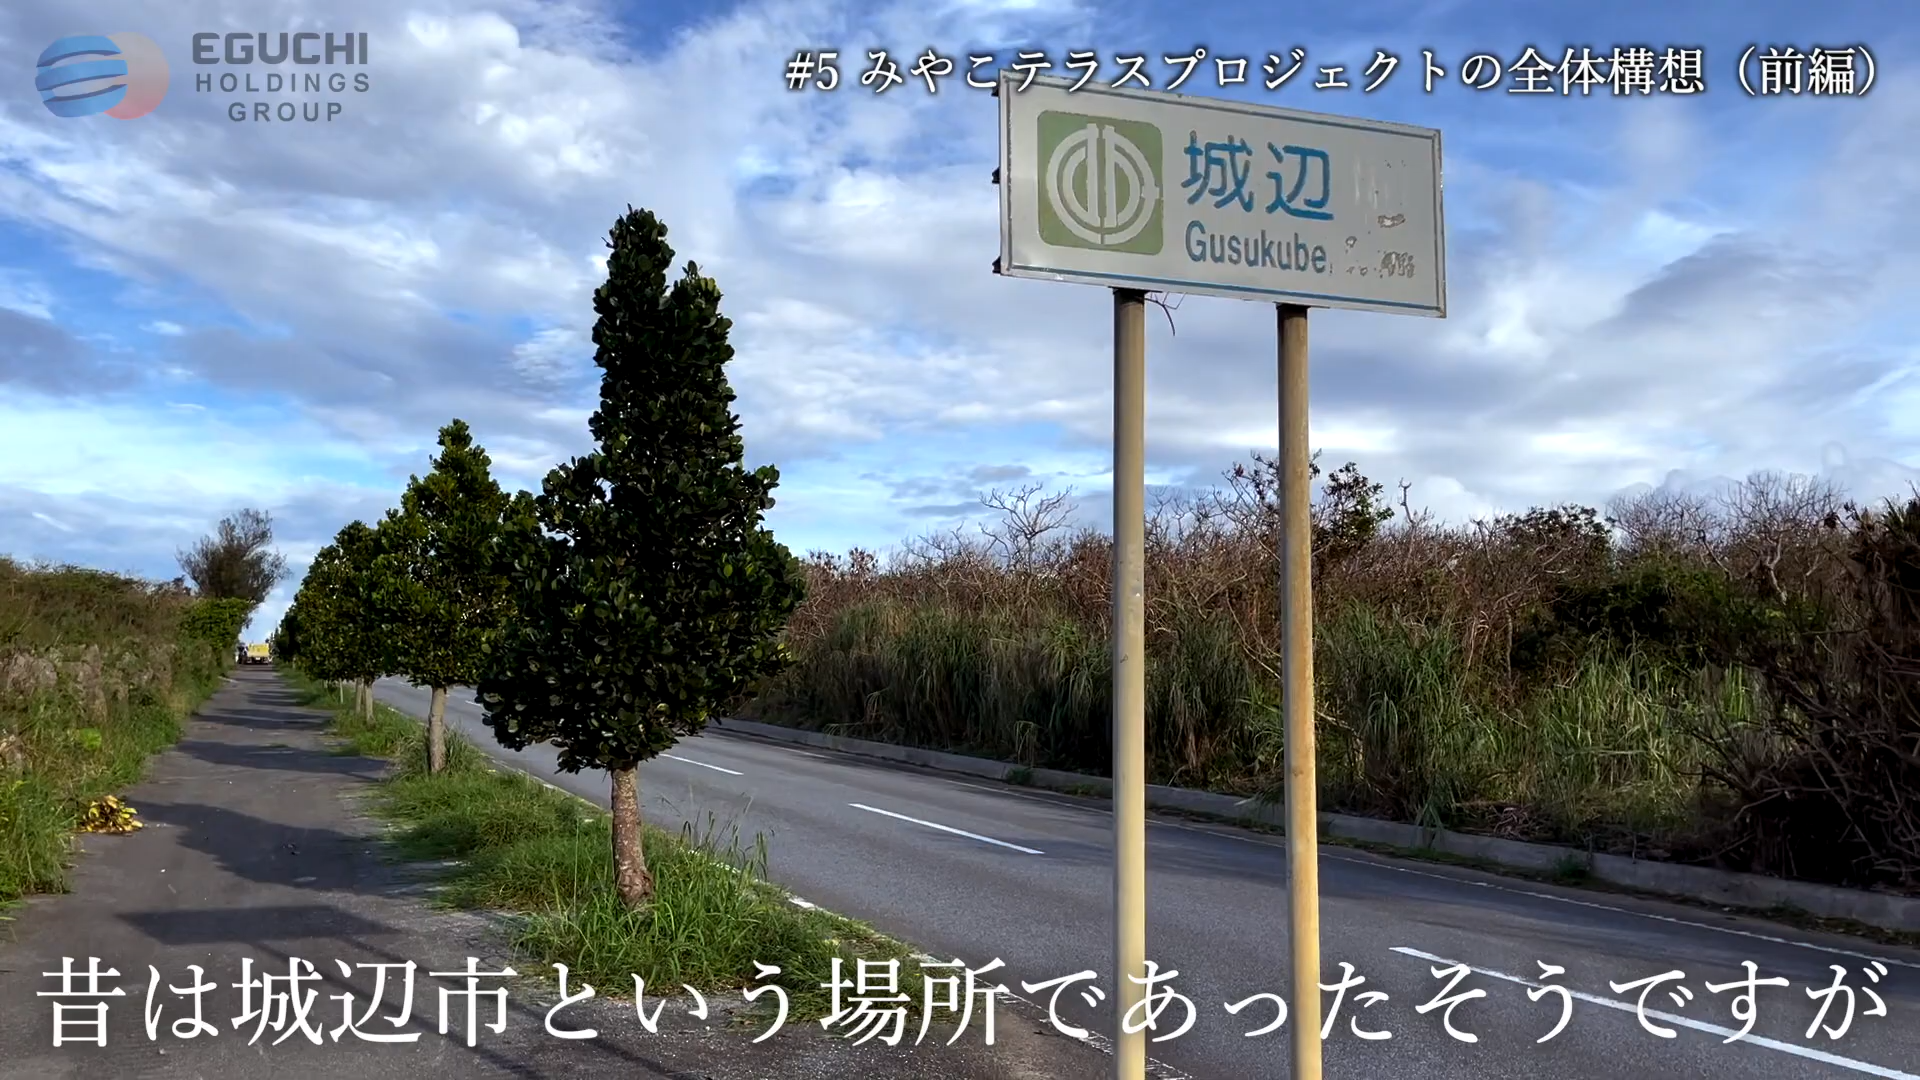 EGUCHI
HOLDINGS
GROUP
#5 みやこテラスプロジェクトの全体構想（前編）
城辺
Gusukube
昔は城辺市という場所であったそうですが